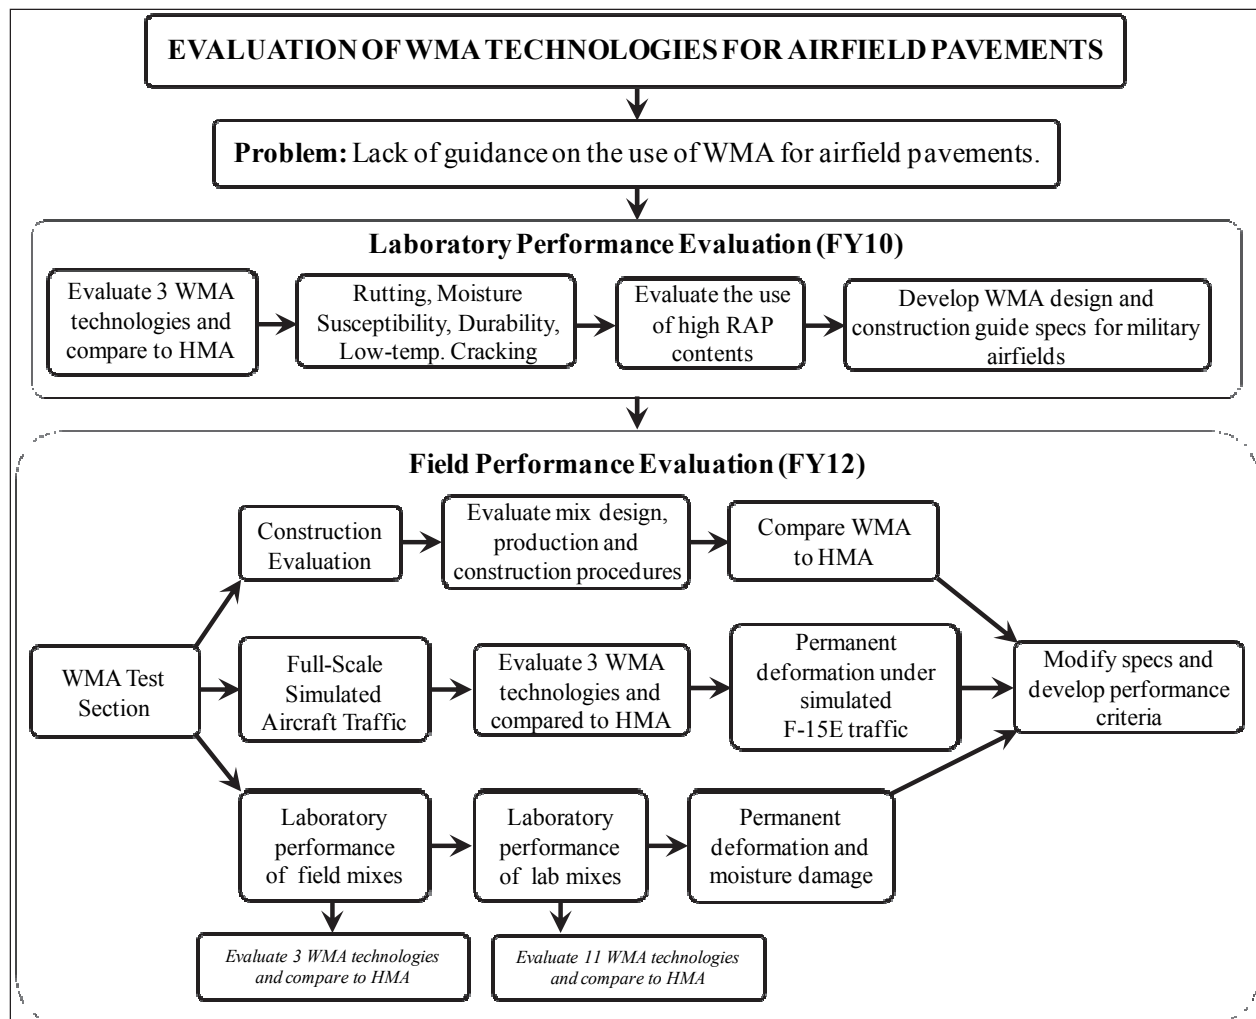 EVALUATION OF WMA TECHNOLOGIES FOR AIRFIELD PAVEMENTS
Problem: Lack of guidance on the use of WMA for airfield pavements.
Laboratory Performance Evaluation (FY10)
Evaluate 3 WMA
technologies and
compare to HMA
Rutting, Moisture
Susceptibility, Durability,
Low-temp. Cracking
Evaluate the use
of high RAP
contents
Develop WMA design and
construction guide specs for military
airfields
Field Performance Evaluation (FY12)
Construction
Evaluation
Evaluate mix design,
production and
construction procedures
Compare WMA
to HMA
WMA Test
Section
Full-Scale
Simulated
Aircraft Traffic
Evaluate 3 WMA
technologies and
compared to HMA
Permanent
deformation under
simulated
F-15E traffic
Modify specs and
develop performance
criteria
Laboratory
performance
of field mixes
Laboratory
performance
of lab mixes
Permanent
deformation and
moisture damage
Evaluate 3 WMA technologies
and compare to HMA
Evaluate 11 WMA technologies
and compare to HMA